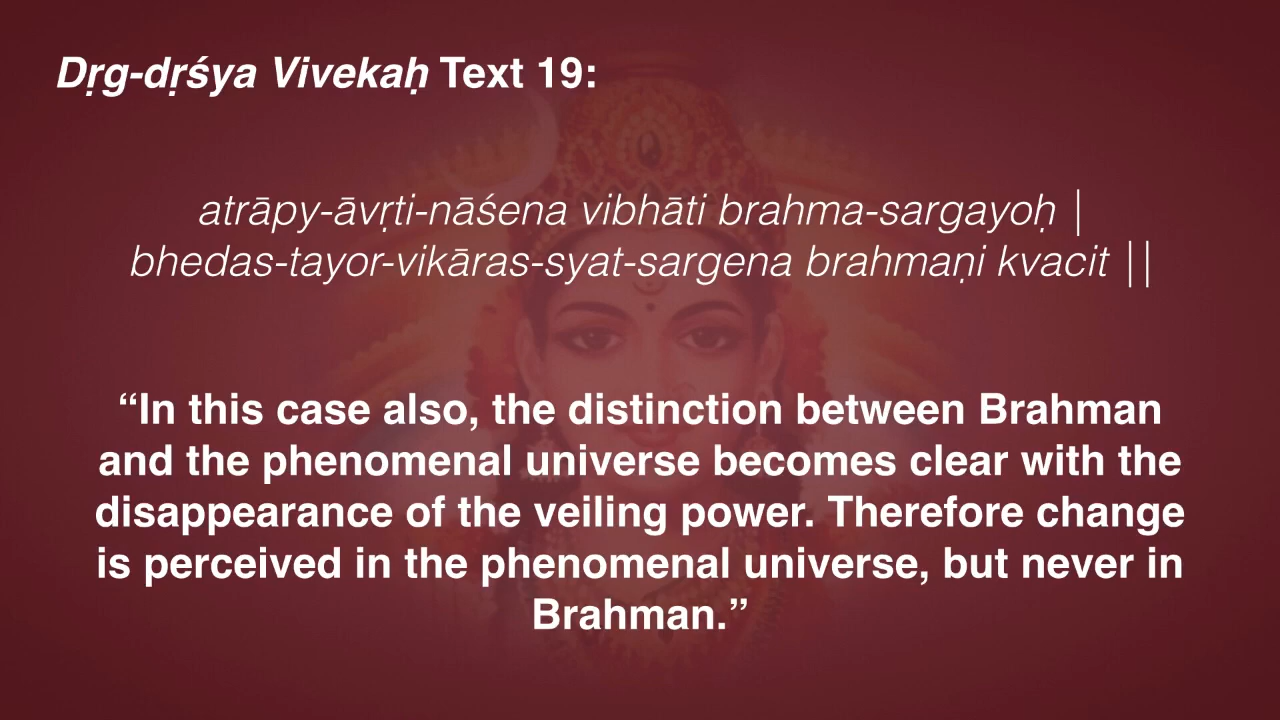 Dṛg-dṛśya Vivekaḥ Text 19:
atrāpy-āvṛti-nāśena vibhāti brahma-sargayoḥ |
bhedas-tayor-vikāras-syat-sargena brahmaṇi kvacit ||
“In this case also, the distinction between Brahman
and the phenomenal universe becomes clear with the
disappearance of the veiling power. Therefore change
is perceived in the phenomenal universe, but never in
Brahman.”